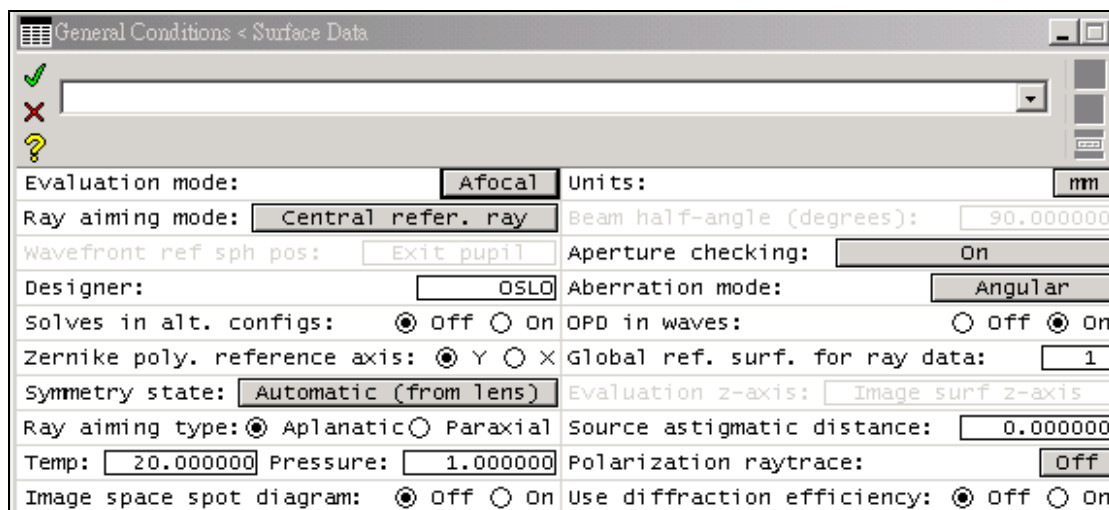 General Conditions < Surface Data
Evaluation mode: Afocal Units: mm
Ray aiming mode: Central refer. ray Beam half-angle (degrees): 90.000000
Wavefront ref sph pos: Exit pupil Aperture checking: On
Designer: OSLO Aberration mode: Angular
Solves in alt. configs: Off On OPD in waves: Off On
Zernike poly. reference axis: Y X Global ref. surf. for ray data: 1
Symmetry state: Automatic (from lens) Evaluation z-axis: Image surf z-axis
Ray aiming type: Aplanatic Paraxial Source astigmatic distance: 0.000000
Temp: 20.000000 Pressure: 1.000000 Polarization raytrace: Off
Image space spot diagram: Off On Use diffraction efficiency: Off On